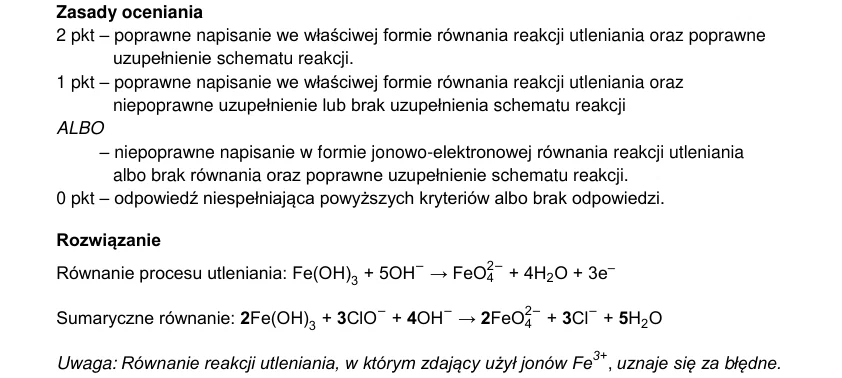 Zasady oceniania
2 pkt – poprawne napisanie we właściwej formie równania reakcji utleniania oraz poprawne
uzupełnienie schematu reakcji.
1 pkt – poprawne napisanie we właściwej formie równania reakcji utleniania oraz
niepoprawne uzupełnienie lub brak uzupełnienia schematu reakcji
ALBO
– niepoprawne napisanie w formie jonowo-elektronowej równania reakcji utleniania
albo brak równania oraz poprawne uzupełnienie schematu reakcji.
0 pkt – odpowiedź niespełniająca powyższych kryteriów albo brak odpowiedzi.
Rozwiązanie
Równanie procesu utleniania: Fe(OH)₃ + 5OH⁻ → FeO₄²⁻ + 4H₂O + 3e⁻
Sumaryczne równanie: 2Fe(OH)₃ + 3ClO⁻ + 4OH⁻ → 2FeO₄²⁻ + 3Cl⁻ + 5H₂O
Uwaga: Równanie reakcji utleniania, w którym zdający użył jonów Fe³⁺, uznaje się za błędne.